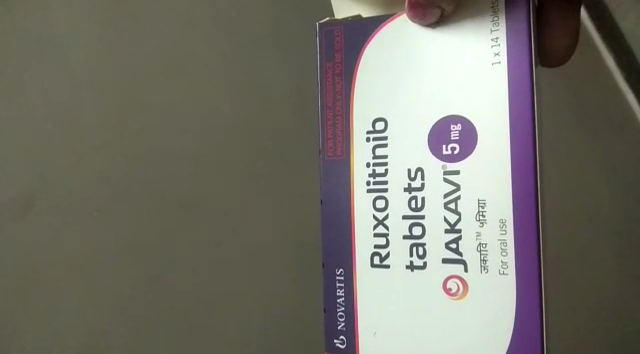 FOR PATIENT ASSISTANCE
PROGRAM ONLY-NOT TO BE SOLD
NOVARTIS
Ruxolitinib
tablets
JAKAVI® 5 mg
जकावि™ ५मिग्रा
For oral use
1 x 14 Tablets